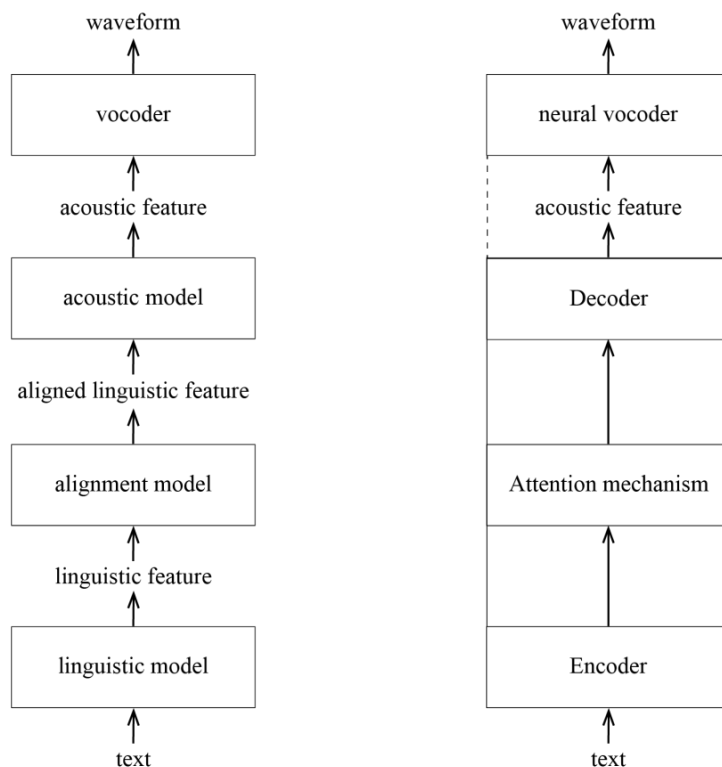 waveform
vocoder
acoustic feature
acoustic model
aligned linguistic feature
alignment model
linguistic feature
linguistic model
text
waveform
neural vocoder
acoustic feature
Decoder
Attention mechanism
Encoder
text